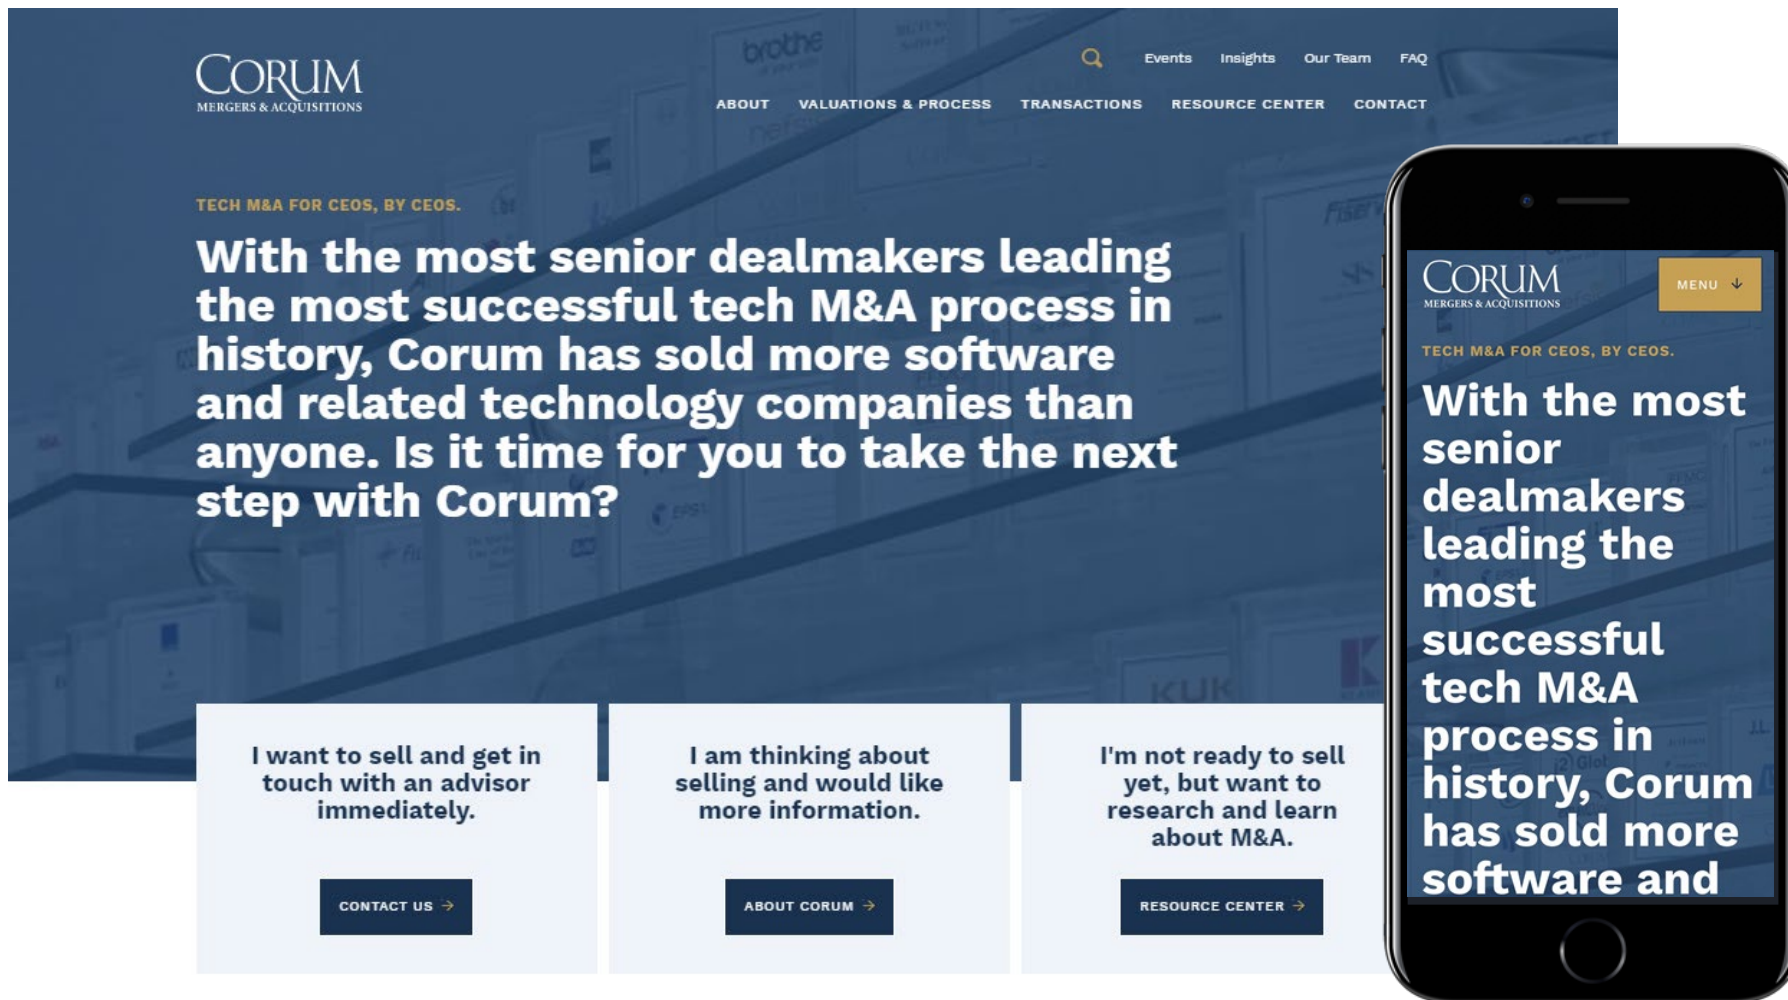 CORUM
MERGERS & ACQUISITIONS
Events Insights Our Team FAQ
ABOUT VALUATIONS & PROCESS TRANSACTIONS RESOURCE CENTER CONTACT
TECH M&A FOR CEOS, BY CEOS.
With the most senior dealmakers leading
the most successful tech M&A process in
history, Corum has sold more software
and related technology companies than
anyone. Is it time for you to take the next
step with Corum?
brothe
KUK
I want to sell and get in
touch with an advisor
immediately.
CONTACT US →
I am thinking about
selling and would like
more information.
ABOUT CORUM →
I'm not ready to sell
yet, but want to
research and learn
about M&A.
RESOURCE CENTER →
CORUM
MERGERS & ACQUISITIONS
MENU ↓
TECH M&A FOR CEOS, BY CEOS.
With the most
senior
dealmakers
leading the
most
successful
tech M&A
process in
history, Corum
has sold more
software and